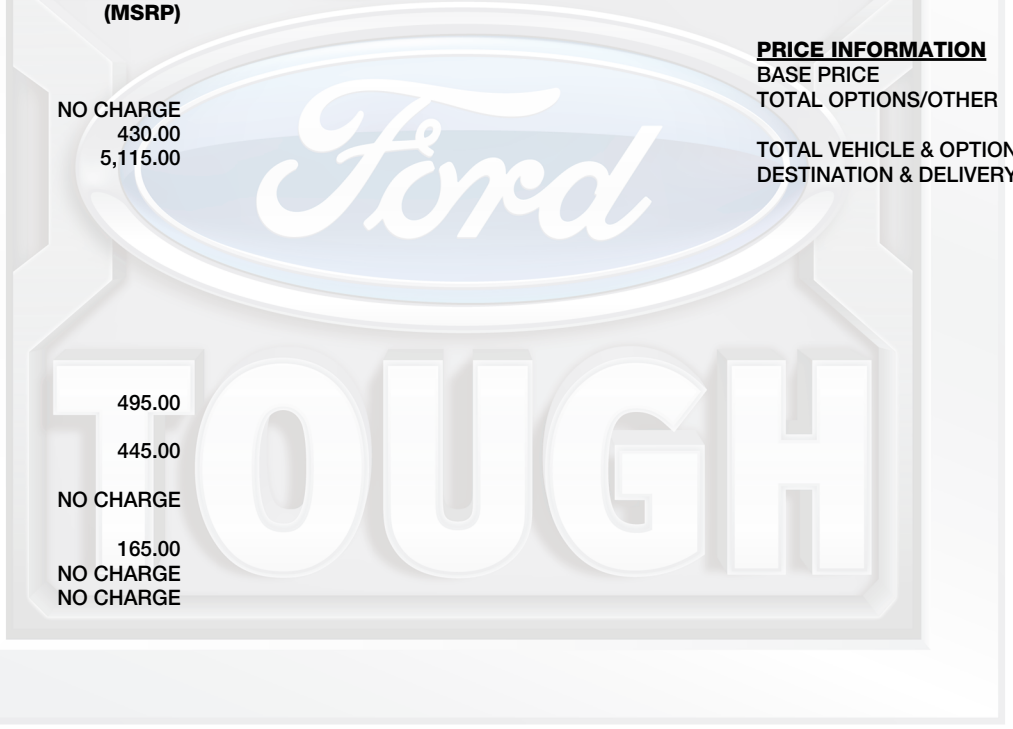 (MSRP)
NO CHARGE
430.00
5,115.00
495.00
445.00
NO CHARGE
165.00
NO CHARGE
NO CHARGE
PRICE INFORMATION
BASE PRICE
TOTAL OPTIONS/OTHER
TOTAL VEHICLE & OPTION
DESTINATION & DELIVERY
Ford
TOUGH